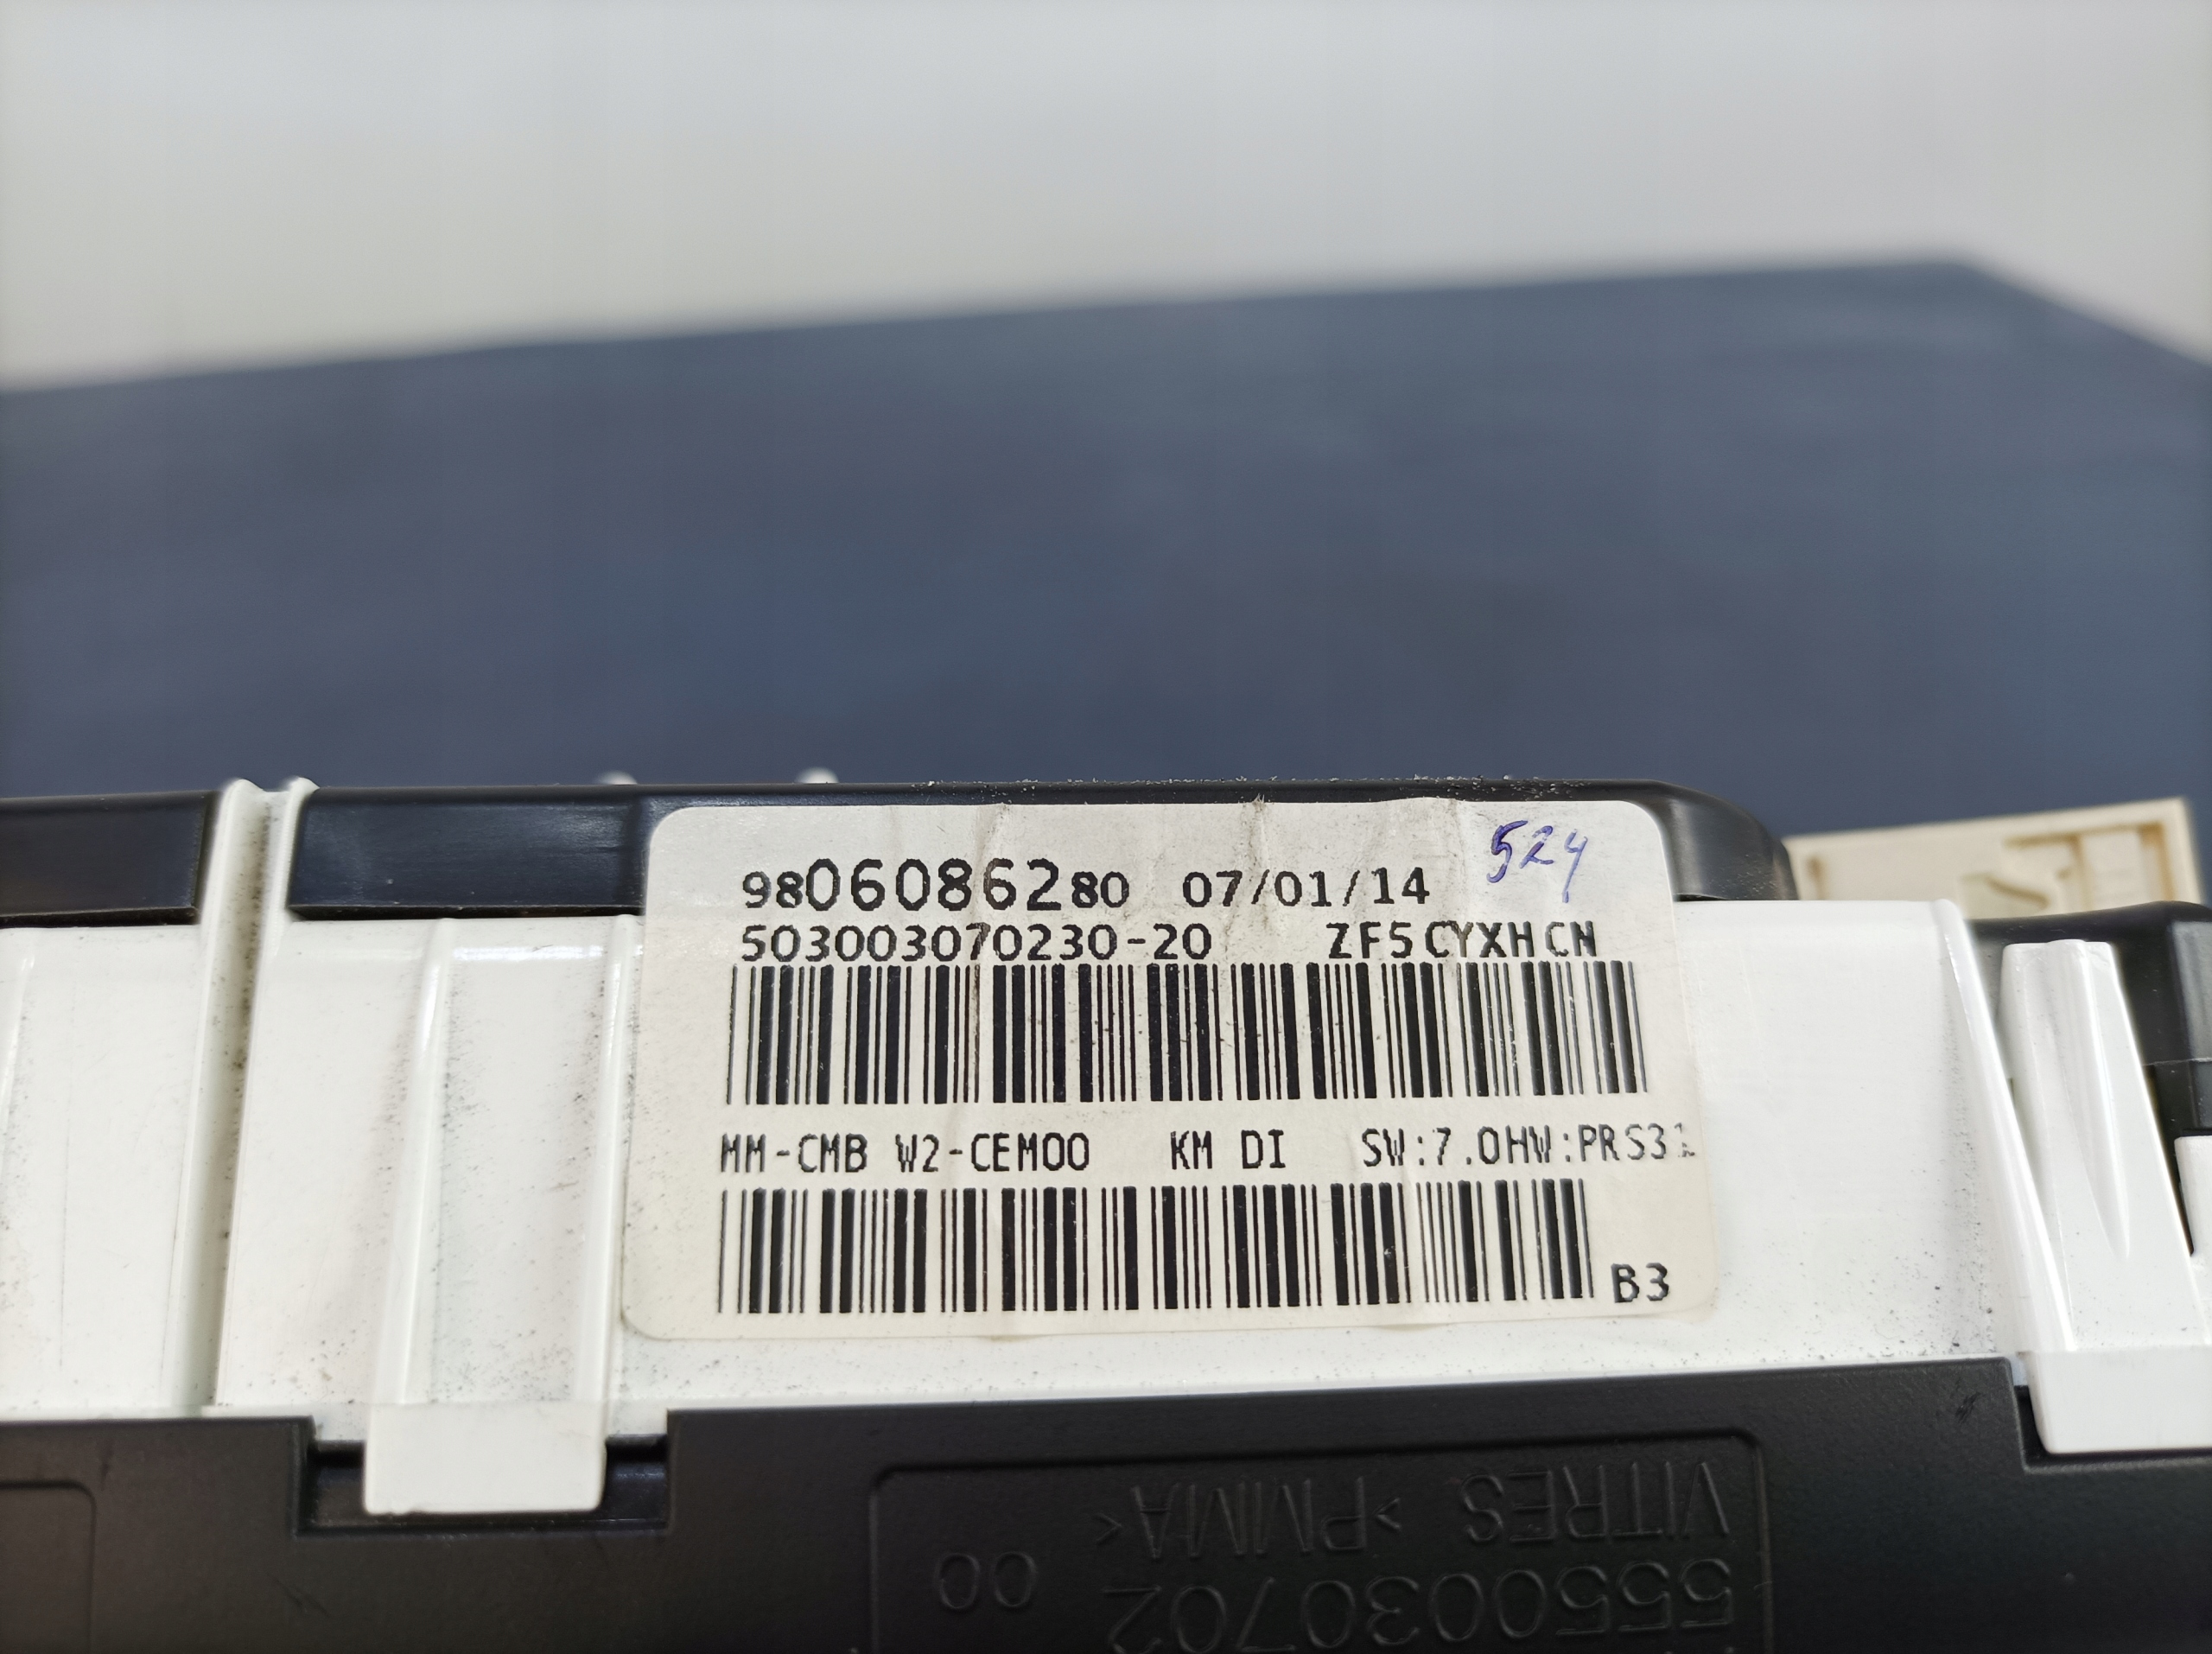 524
9806086280 07/01/14
503003070230-20 ZF5CYXHCN
MM-CMB W2-CEM00 KM DI SW:7.0HW:PRS31
B3
VITRES >PMMA<
5550030702
00